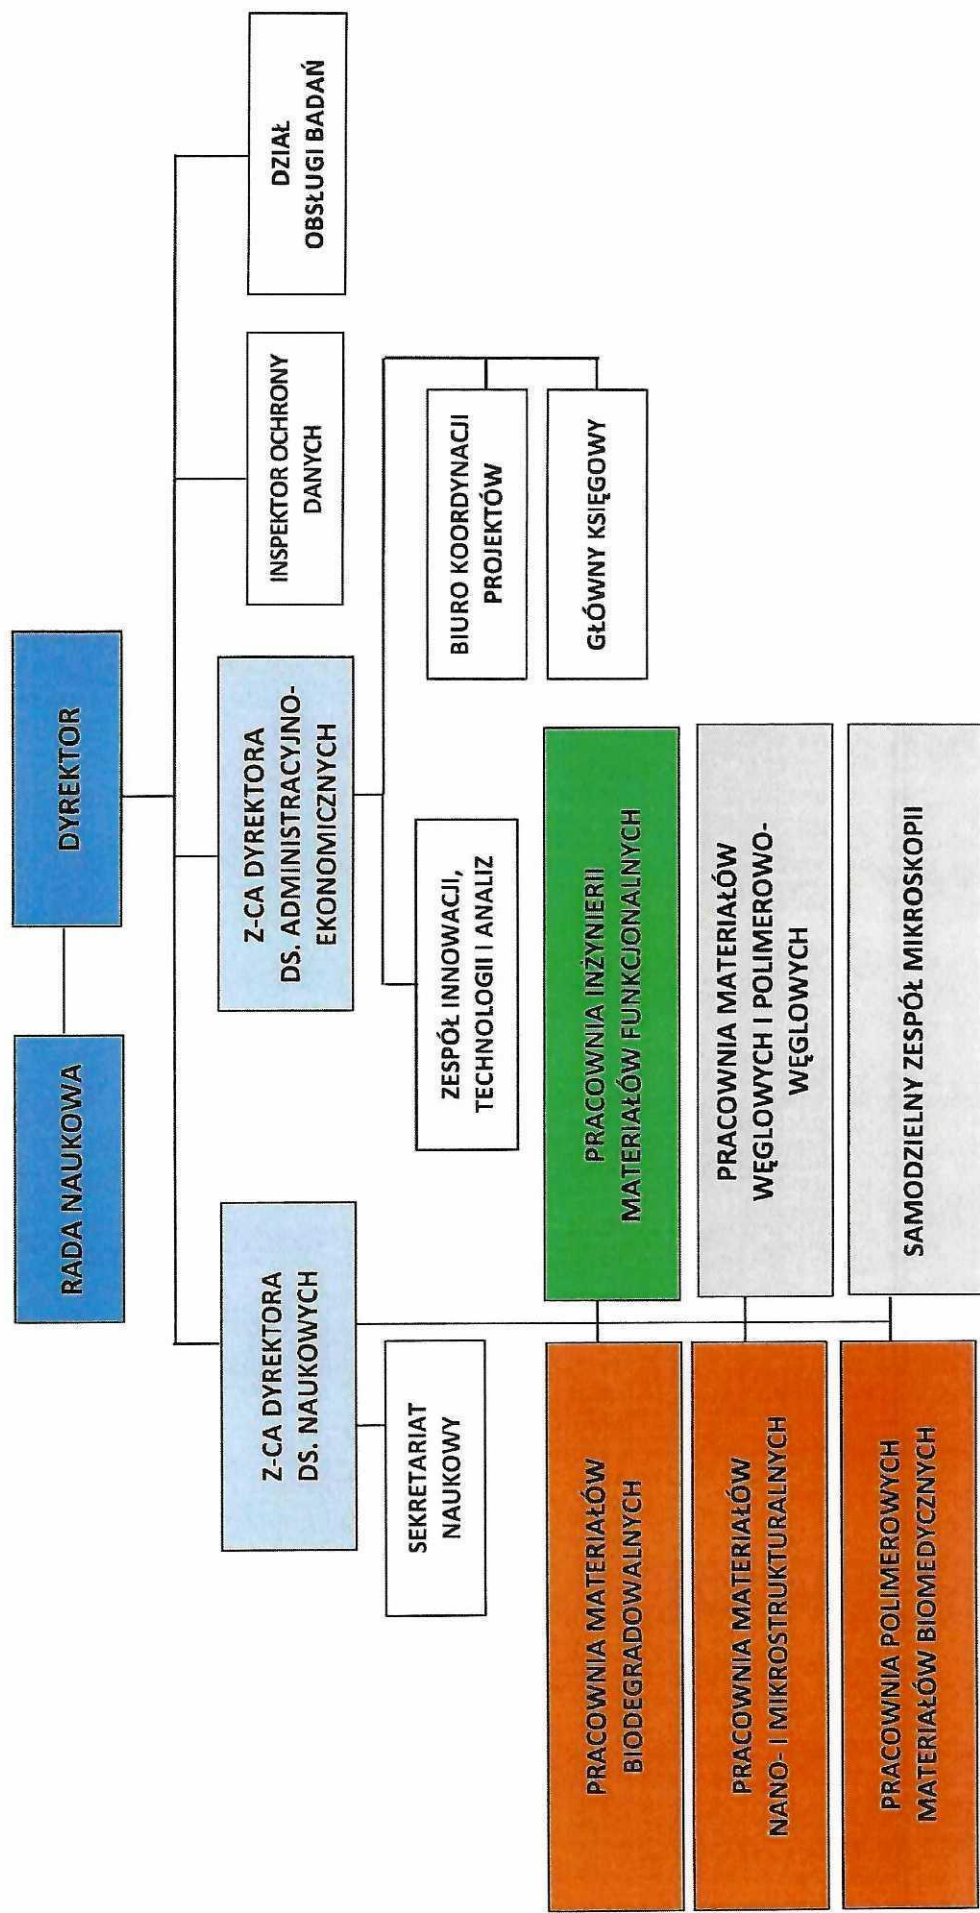 RADA NAUKOWA
DYREKTOR
Z-CA DYREKTORA
DS. NAUKOWYCH
Z-CA DYREKTORA
DS. ADMINISTRACYJNO-
EKONOMICZNYCH
INSPEKTOR OCHRONY
DANYCH
DZIAŁ
OBSŁUGI BADAŃ
SEKRETARIAT
NAUKOWY
ZESPÓŁ INNOWACJI,
TECHNOLOGII I ANALIZ
BIURO KOORDYNACJI
PROJEKTÓW
GŁÓWNY KSIĘGOWY
PRACOWNIA MATERIAŁÓW
BIODEGRADOWALNYCH
PRACOWNIA INŻYNIERII
MATERIAŁÓW FUNKCJONALNYCH
PRACOWNIA MATERIAŁÓW
NANO- I MIKROSTRUKTURALNYCH
PRACOWNIA MATERIAŁÓW
WĘGLOWYCH I POLIMEROWO-
WĘGLOWYCH
PRACOWNIA POLIMEROWYCH
MATERIAŁÓW BIOMEDYCZNYCH
SAMODZIELNY ZESPÓŁ MIKROSKOPII